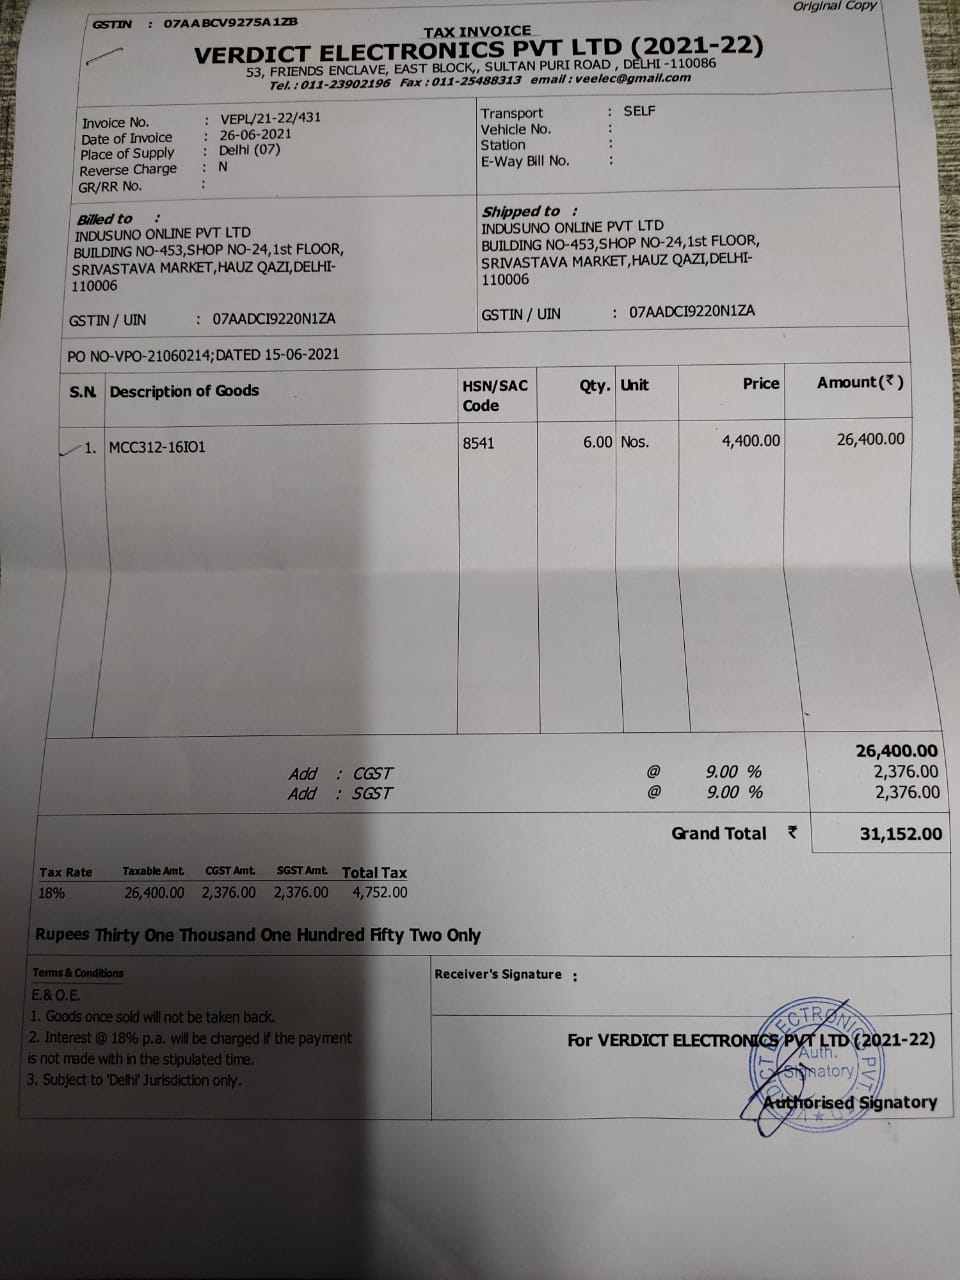 Original Copy
GSTIN : 07AABCV9275A1ZB
TAX INVOICE
VERDICT ELECTRONICS PVT LTD (2021-22)
53, FRIENDS ENCLAVE, EAST BLOCK,, SULTAN PURI ROAD , DELHI -110086
Tel. : 011-23902196 Fax : 011-25488313 email : veelec@gmail.com
Invoice No. : VEPL/21-22/431
Date of Invoice : 26-06-2021
Place of Supply : Delhi (07)
Reverse Charge : N
GR/RR No. :
Transport : SELF
Vehicle No. :
Station :
E-Way Bill No. :
Billed to :
INDUSUNO ONLINE PVT LTD
BUILDING NO-453,SHOP NO-24,1st FLOOR,
SRIVASTAVA MARKET,HAUZ QAZI,DELHI-
110006
GSTIN / UIN : 07AADCI9220N1ZA
Shipped to :
INDUSUNO ONLINE PVT LTD
BUILDING NO-453,SHOP NO-24,1st FLOOR,
SRIVASTAVA MARKET,HAUZ QAZI,DELHI-
110006
GSTIN / UIN : 07AADCI9220N1ZA
PO NO-VPO-21060214;DATED 15-06-2021
S.N. Description of Goods HSN/SAC Code Qty. Unit Price Amount(₹)
1. MCC312-16IO1 8541 6.00 Nos. 4,400.00 26,400.00
26,400.00
Add : CGST @ 9.00 % 2,376.00
Add : SGST @ 9.00 % 2,376.00
Grand Total ₹ 31,152.00
Tax Rate Taxable Amt. CGST Amt. SGST Amt. Total Tax
18% 26,400.00 2,376.00 2,376.00 4,752.00
Rupees Thirty One Thousand One Hundred Fifty Two Only
Terms & Conditions
E.& O.E.
1. Goods once sold will not be taken back.
2. Interest @ 18% p.a. will be charged if the payment
is not made with in the stipulated time.
3. Subject to 'Delhi' Jurisdiction only.
Receiver's Signature :
For VERDICT ELECTRONICS PVT LTD (2021-22)
Auth.
Signatory
Authorised Signatory